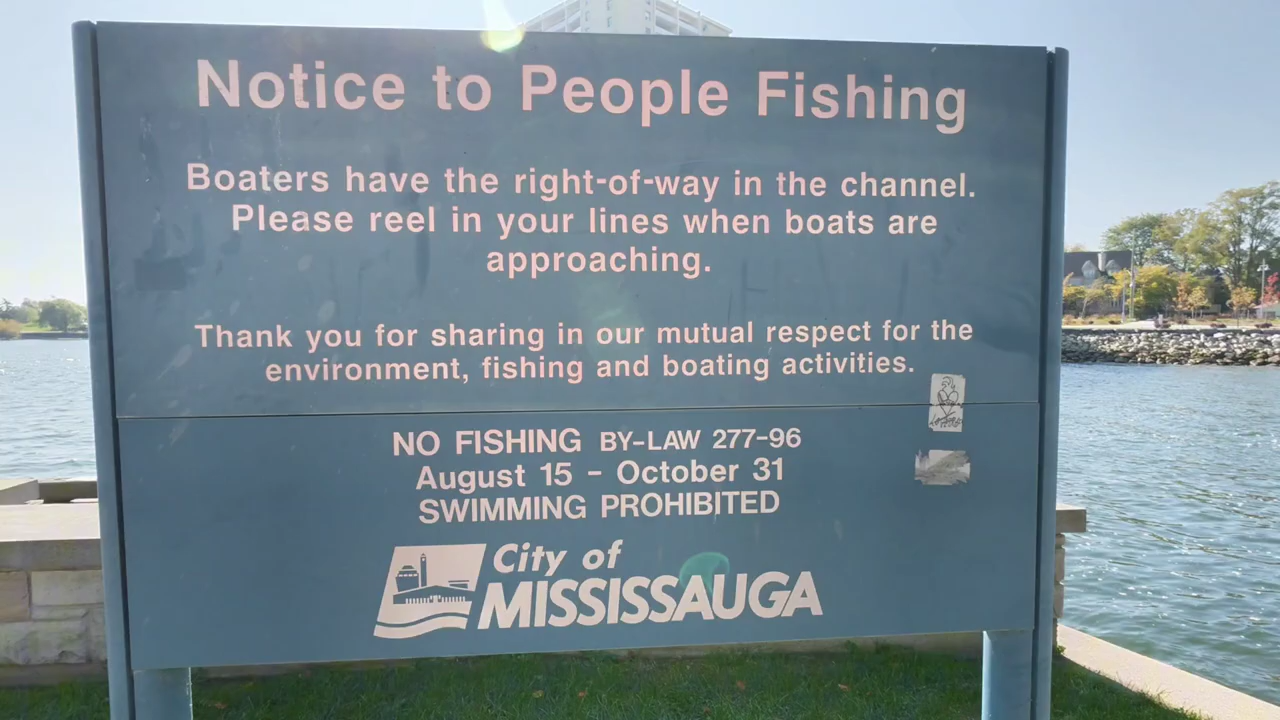 Notice to People Fishing
Boaters have the right-of-way in the channel.
Please reel in your lines when boats are
approaching.
Thank you for sharing in our mutual respect for the
environment, fishing and boating activities.
NO FISHING BY-LAW 277-96
August 15 - October 31
SWIMMING PROHIBITED
City of
MISSISSAUGA